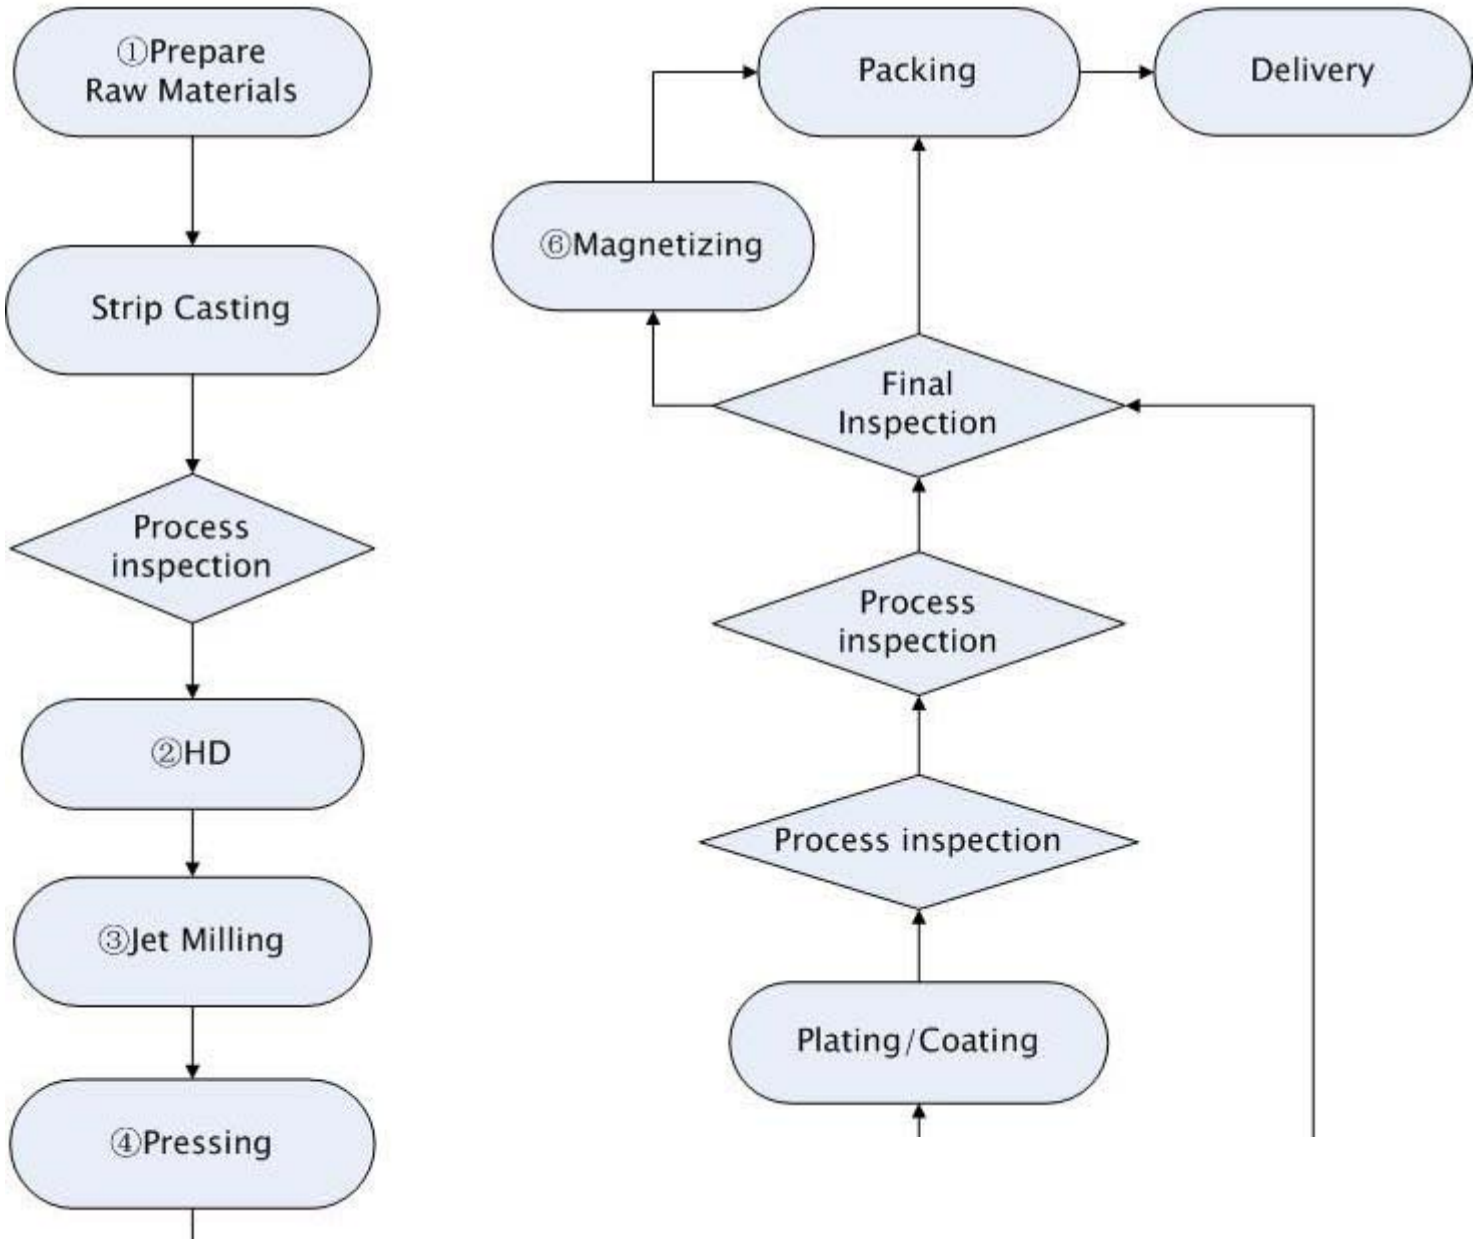 ①Prepare
Raw Materials
Strip Casting
Process
inspection
②HD
③Jet Milling
④Pressing
Packing
Delivery
⑥Magnetizing
Final
Inspection
Process
inspection
Process inspection
Plating/Coating